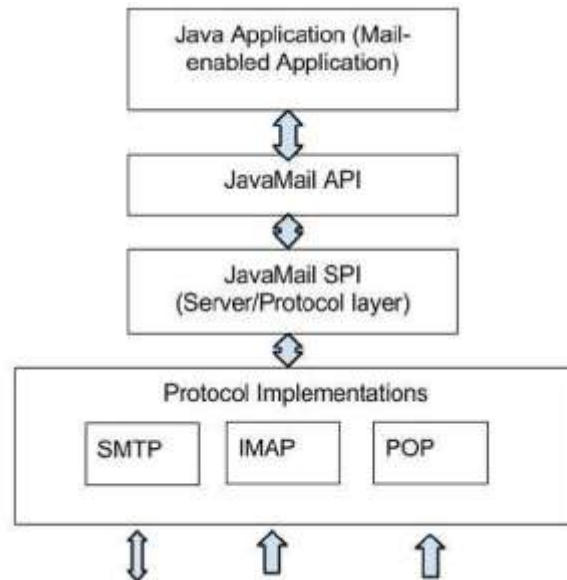 Java Application (Mail-
enabled Application)
JavaMail API
JavaMail SPI
(Server/Protocol layer)
Protocol Implementations
SMTP
IMAP
POP